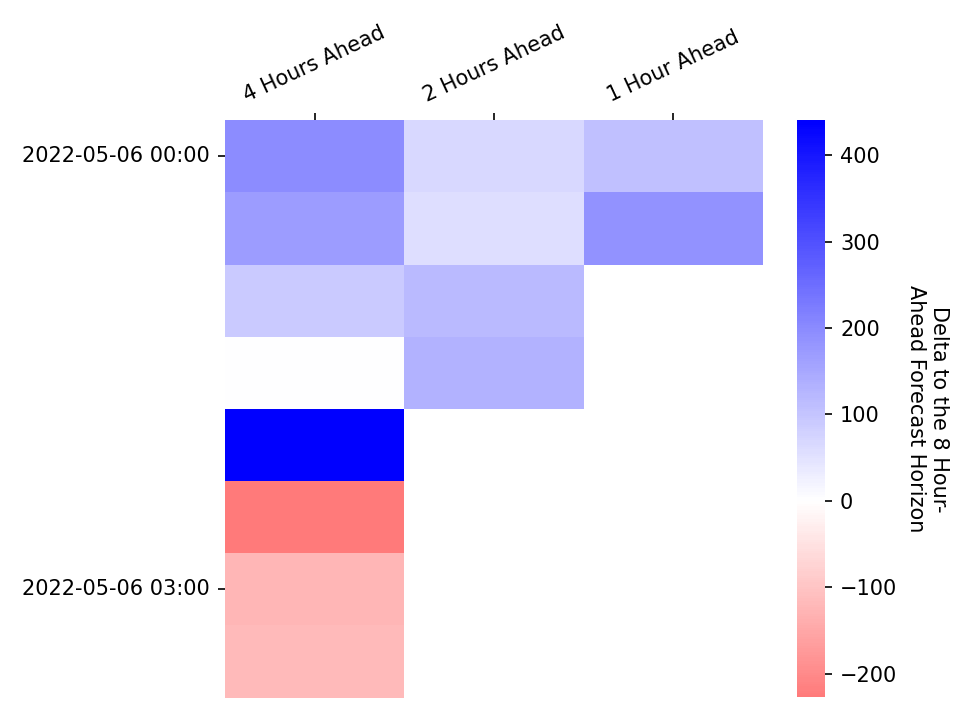 4 Hours Ahead
2 Hours Ahead
1 Hour Ahead
2022-05-06 00:00
2022-05-06 03:00
400
300
200
100
0
−100
−200
Delta to the 8 Hour-
Ahead Forecast Horizon